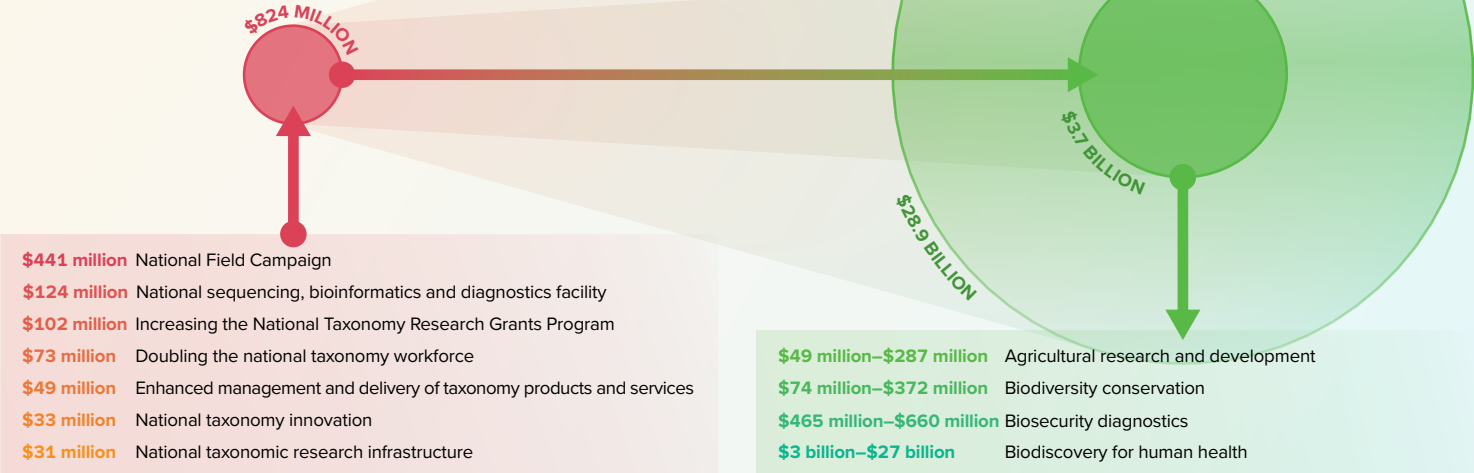 $824 MILLION
$3.7 BILLION
$28.9 BILLION
$441 million National Field Campaign
$124 million National sequencing, bioinformatics and diagnostics facility
$102 million Increasing the National Taxonomy Research Grants Program
$73 million Doubling the national taxonomy workforce
$49 million Enhanced management and delivery of taxonomy products and services
$33 million National taxonomy innovation
$31 million National taxonomic research infrastructure
$49 million–$287 million Agricultural research and development
$74 million–$372 million Biodiversity conservation
$465 million–$660 million Biosecurity diagnostics
$3 billion–$27 billion Biodiscovery for human health